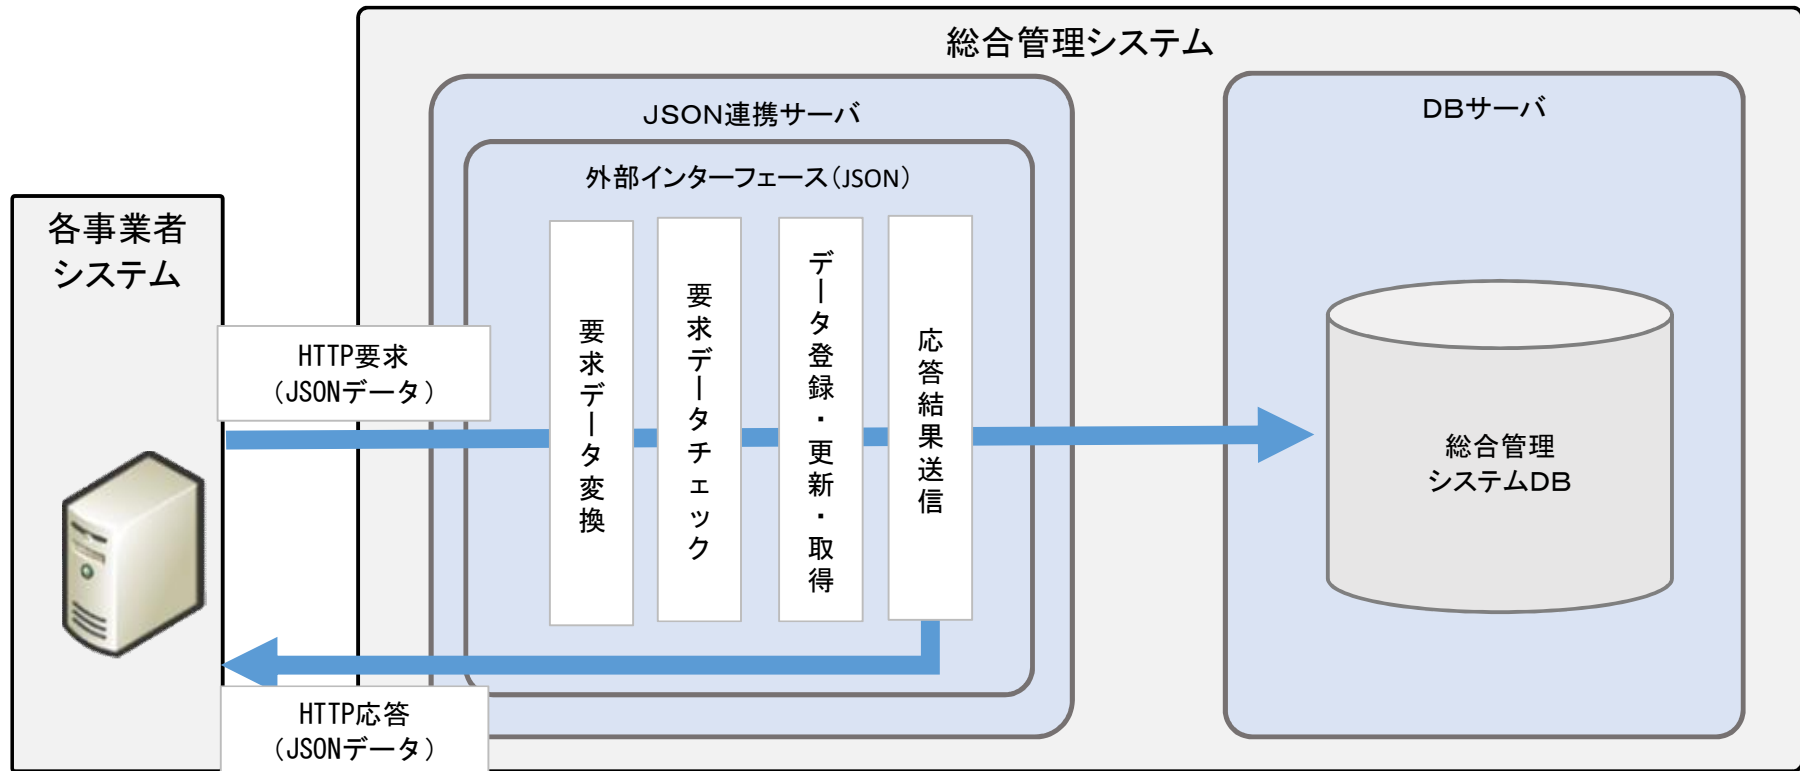 総合管理システム
JSON連携サーバ
DBサーバ
外部インターフェース(JSON)
各事業者
システム
HTTP要求
(JSONデータ)
要求データ変換
要求データチェック
データ登録・更新・取得
応答結果送信
総合管理
システムDB
HTTP応答
(JSONデータ)